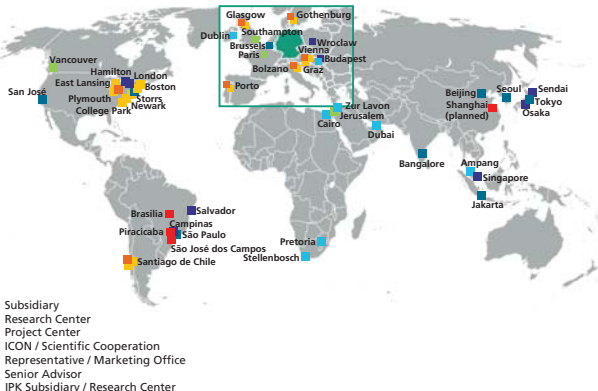 Glasgow
Gothenburg
Dublin
Southampton
Brussels
Wroclaw
Vienna
Paris
Budapest
Bolzano
Graz
Porto
Vancouver
Hamilton
London
East Lansing
Boston
San José
Plymouth
Storrs
Newark
College Park
Zur Lavon
Jerusalem
Cairo
Dubai
Beijing
Seoul
Sendai
Shanghai
(planned)
Tokyo
Osaka
Bangalore
Ampang
Singapore
Jakarta
Brasilia
Salvador
Campinas
Piracicaba
São Paulo
São José dos Campos
Santiago de Chile
Pretoria
Stellenbosch
Subsidiary
Research Center
Project Center
ICON / Scientific Cooperation
Representative / Marketing Office
Senior Advisor
IPK Subsidiary / Research Center